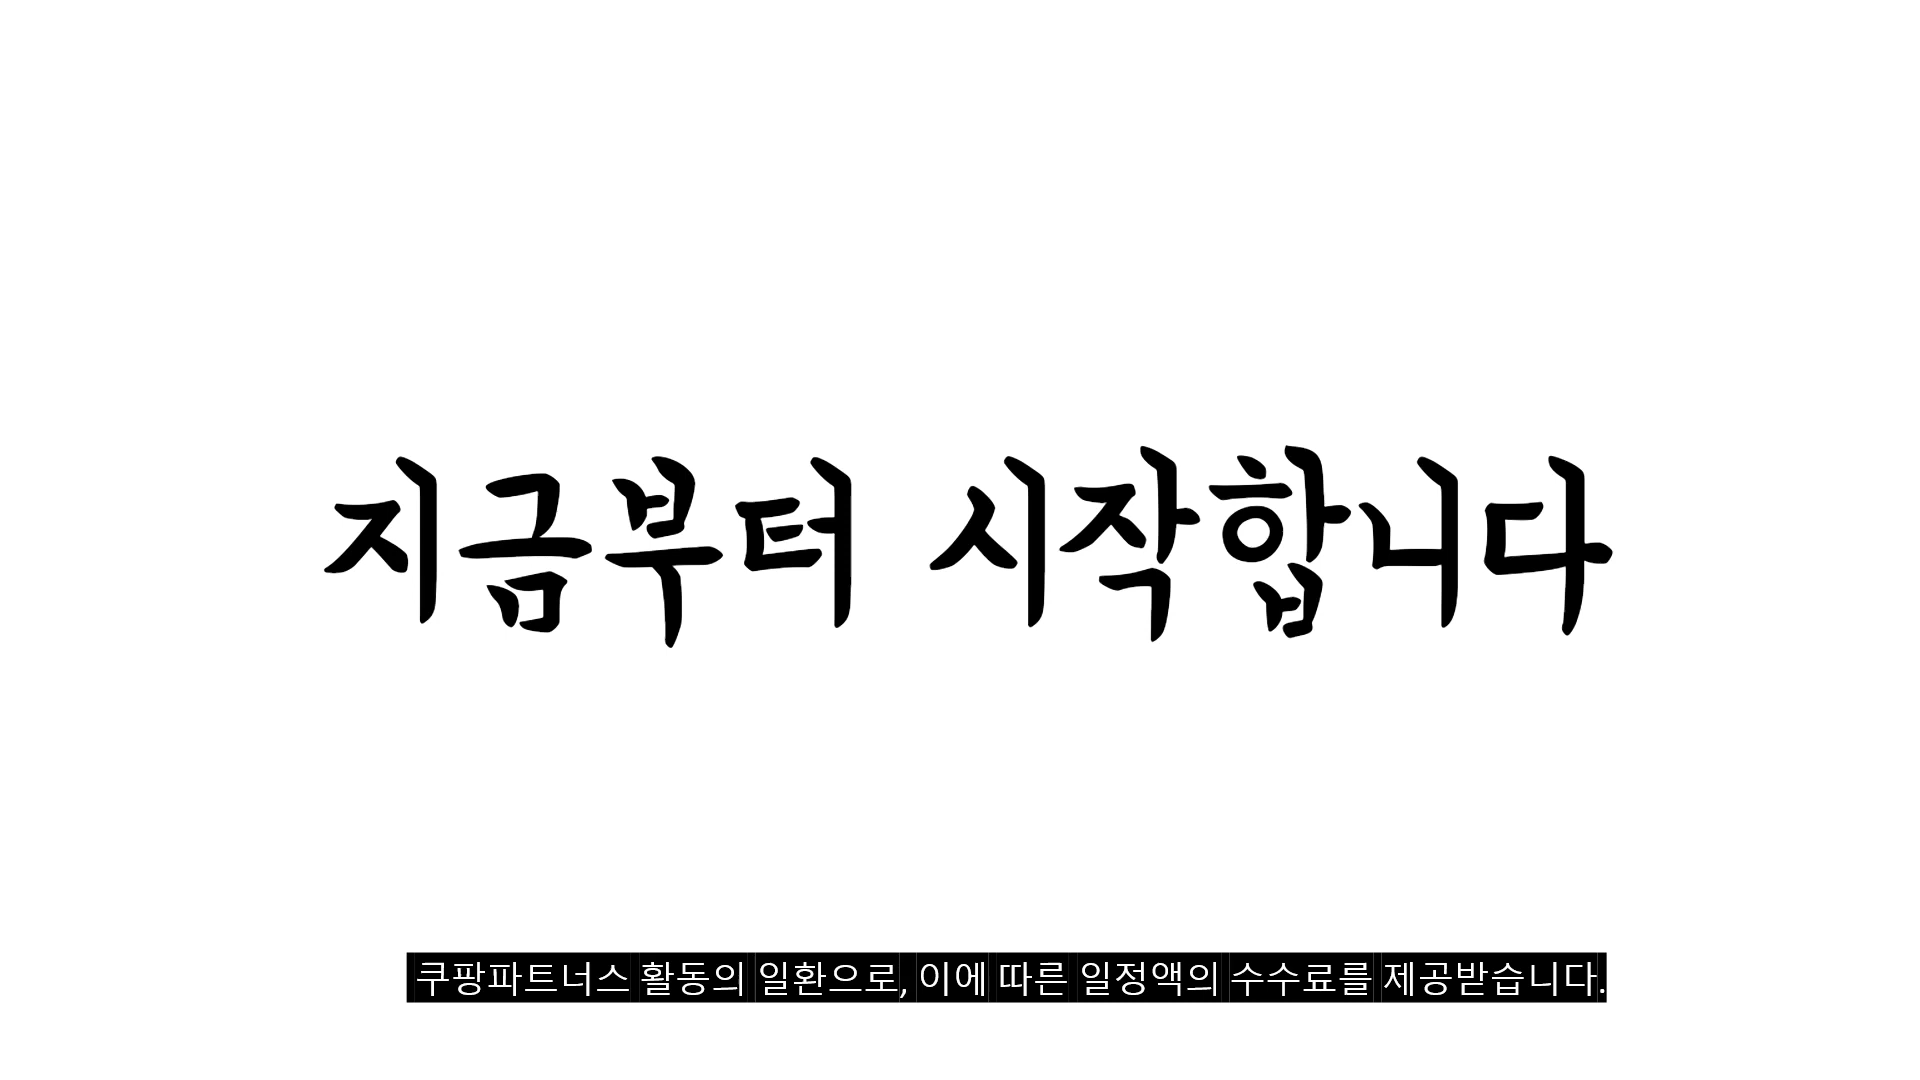 지금부터 시작합니다
쿠팡파트너스 활동의 일환으로, 이에 따른 일정액의 수수료를 제공받습니다.